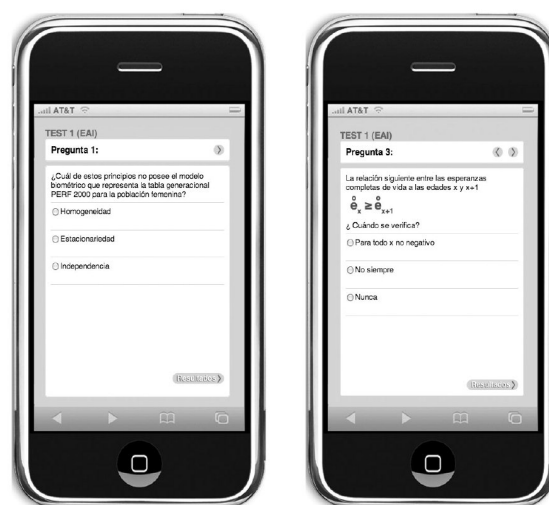 AT&T
TEST 1 (EAI)
Pregunta 1:
¿Cuál de estos principios no posee el modelo
biométrico que representa la tabla generacional
PERF 2000 para la población femenina?
Homogeneidad
Estacionariedad
Independencia
Resultados
AT&T
TEST 1 (EAI)
Pregunta 3:
La relación siguiente entre las esperanzas
completas de vida a las edades x y x+1
e̊ₓ ≥ e̊ₓ₊₁
¿ Cuándo se verifica?
Para todo x no negativo
No siempre
Nunca
Resultados